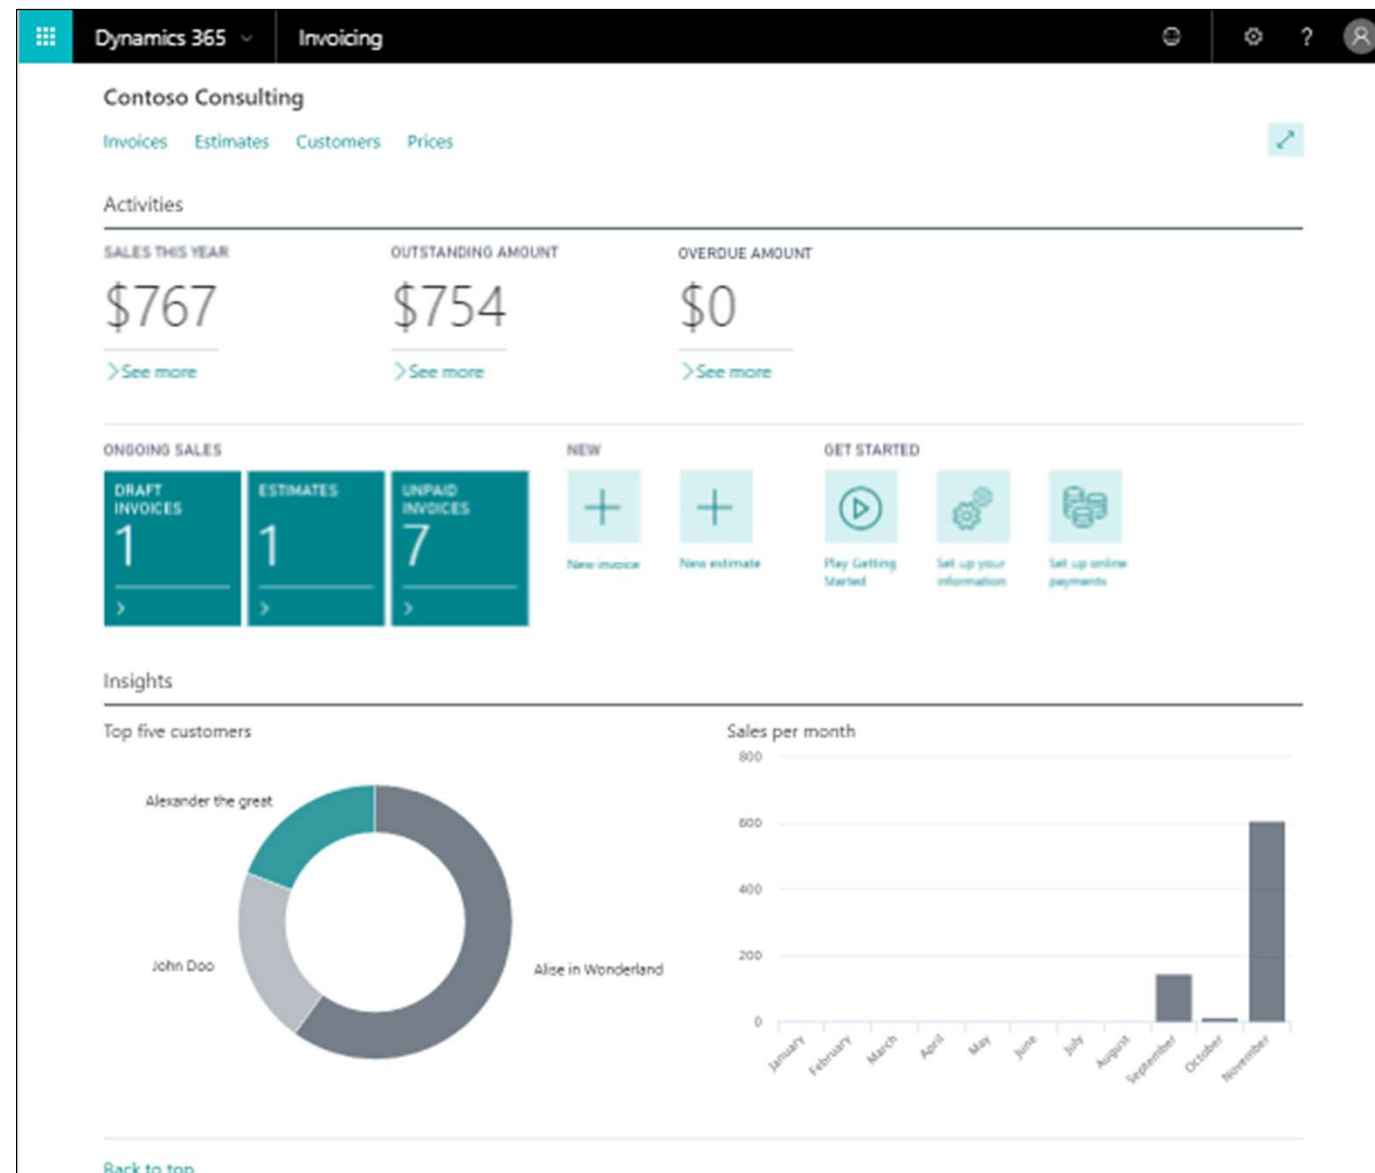 Dynamics 365 Invoicing ?
Contoso Consulting
Invoices Estimates Customers Prices
Activities
SALES THIS YEAR OUTSTANDING AMOUNT OVERDUE AMOUNT
$767 $754 $0
See more See more See more
ONGOING SALES NEW GET STARTED
DRAFT INVOICES
1
ESTIMATES
1
UNPAID INVOICES
7
New invoice
New estimate
Play Getting
Started
Set up your
information
Set up online
payments
Insights
Top five customers
Alexander the great
John Doo
Alise in Wonderland
Sales per month
800
600
400
200
0
January February March April May June July August September October November
Back to top